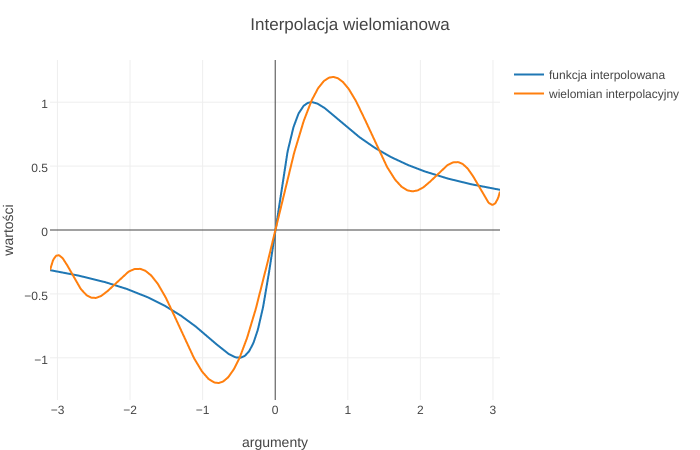 Interpolacja wielomianowa
funkcja interpolowana
wielomian interpolacyjny
1
0.5
0
−0.5
−1
wartości
−3
−2
−1
0
1
2
3
argumenty